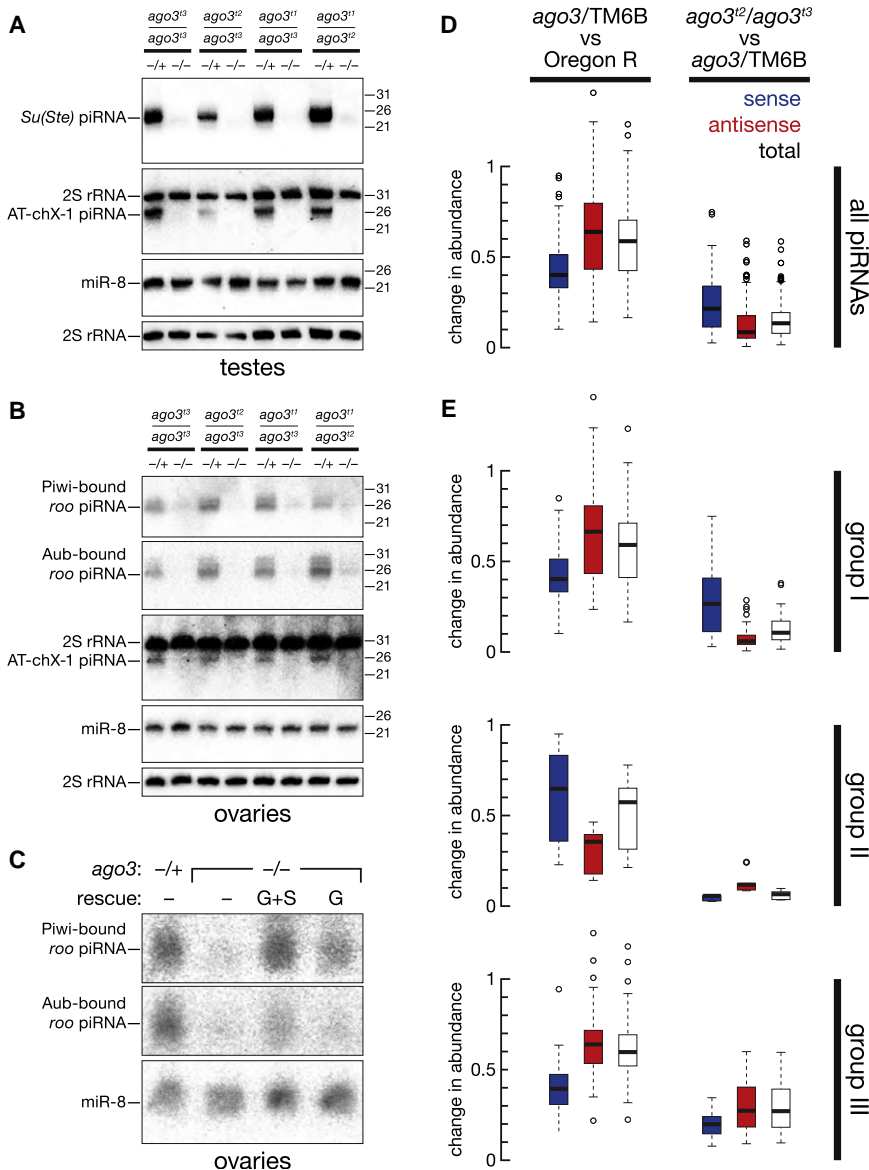 A
ago3t3 ago3t2 ago3t1 ago3t1
ago3t3 ago3t3 ago3t3 ago3t2
–/+ –/– –/+ –/– –/+ –/– –/+ –/–
Su(Ste) piRNA
31
26
21
2S rRNA
AT-chX-1 piRNA
31
26
21
miR-8
26
21
2S rRNA
testes
B
ago3t3 ago3t2 ago3t1 ago3t1
ago3t3 ago3t3 ago3t3 ago3t2
–/+ –/– –/+ –/– –/+ –/– –/+ –/–
Piwi-bound
roo piRNA
31
26
21
Aub-bound
roo piRNA
31
26
21
2S rRNA
AT-chX-1 piRNA
31
26
21
miR-8
26
21
2S rRNA
ovaries
C
ago3: –/+ –/–
rescue: – – G+S G
Piwi-bound
roo piRNA
Aub-bound
roo piRNA
miR-8
ovaries
D
ago3/TM6B
vs
Oregon R
ago3t2/ago3t3
vs
ago3/TM6B
sense
antisense
total
change in abundance
1
0.5
0
all piRNAs
E
change in abundance
1
0.5
0
group I
change in abundance
1
0.5
0
group II
change in abundance
1
0.5
0
group III